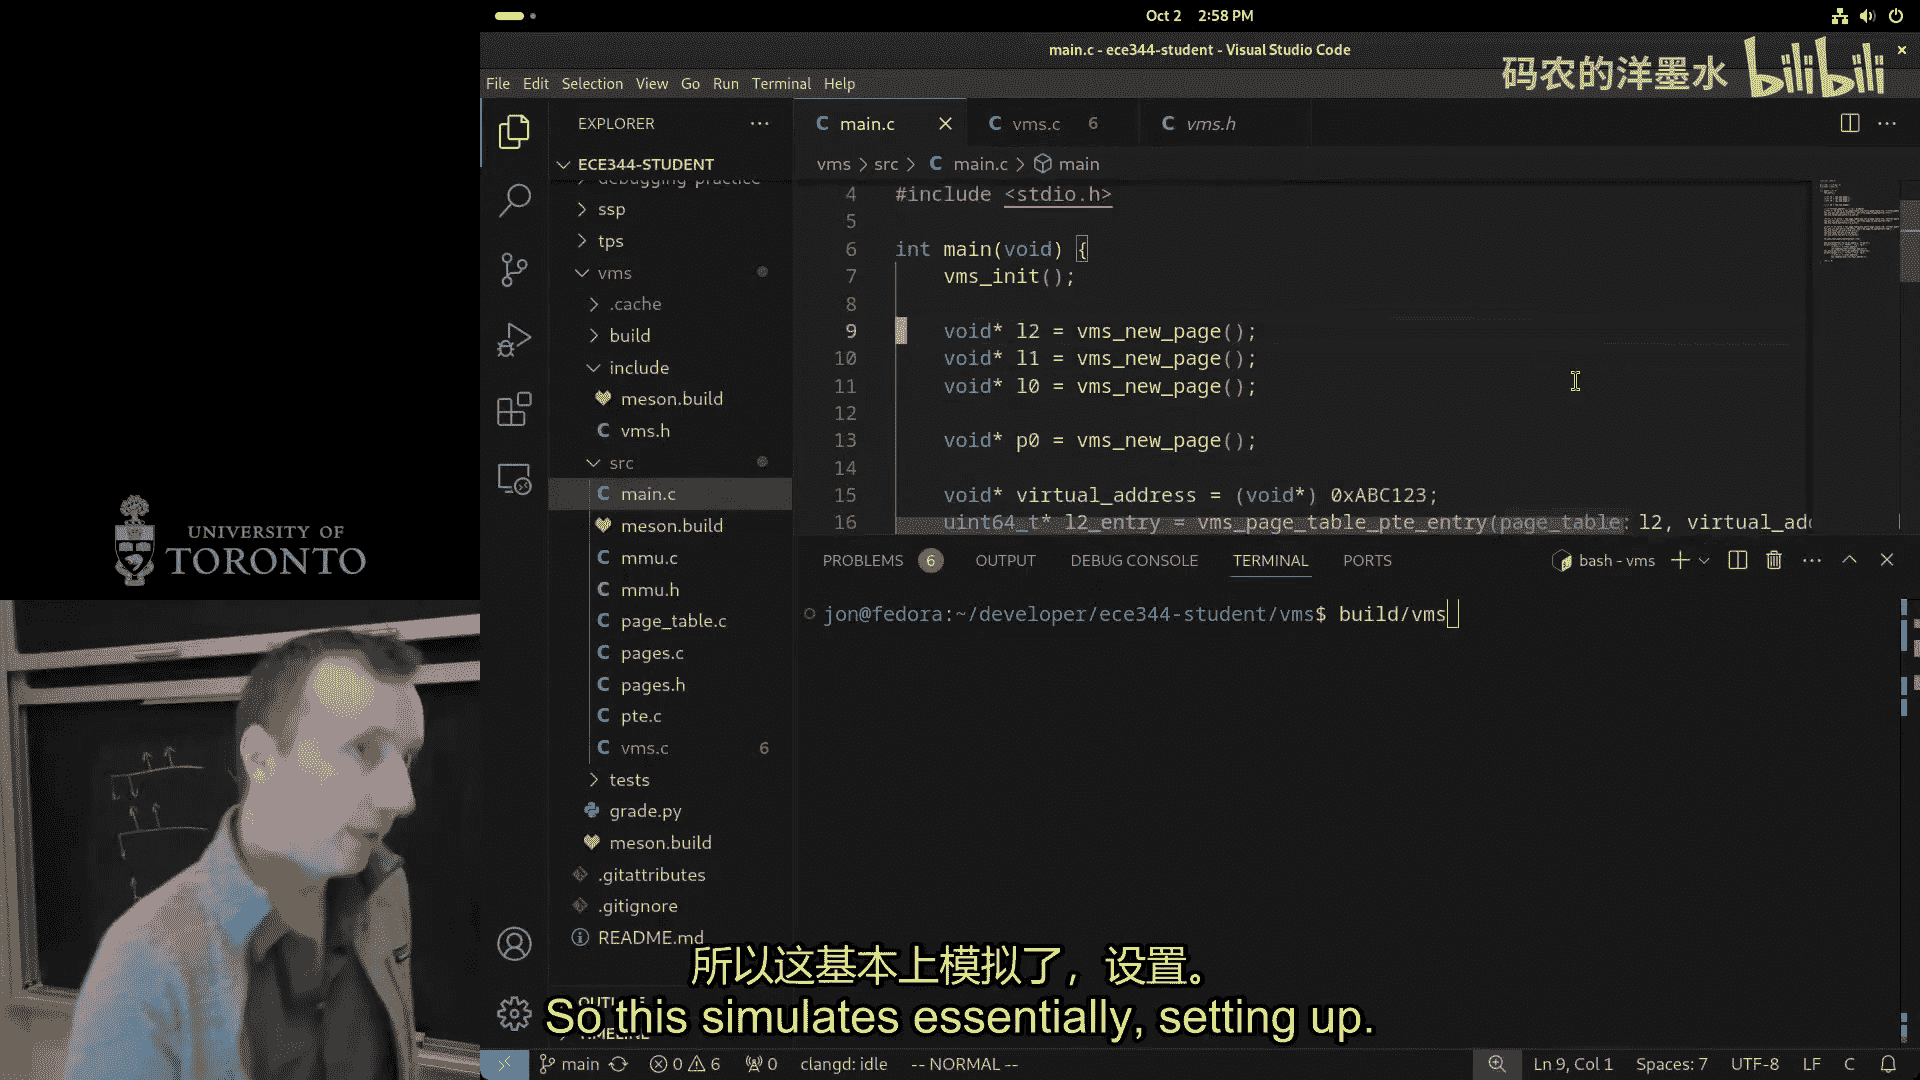 Oct 2 2:58 PM
main.c - ece344-student - Visual Studio Code
码农的洋墨水 bilibili
File Edit Selection View Go Run Terminal Help
EXPLORER
main.c
vms.c 6
vms.h
ECE344-STUDENT
vms > src > C main.c > main
debugging-practice
ssp
tps
vms
.cache
build
include
meson.build
vms.h
src
main.c
meson.build
mmu.c
mmu.h
page_table.c
pages.c
pages.h
pte.c
vms.c 6
tests
grade.py
meson.build
.gitattributes
.gitignore
README.md
4 #include <stdio.h>
5
6 int main(void) {
7 vms_init();
8
9 void* l2 = vms_new_page();
10 void* l1 = vms_new_page();
11 void* l0 = vms_new_page();
12
13 void* p0 = vms_new_page();
14
15 void* virtual_address = (void*) 0xABC123;
16 uint64_t* l2_entry = vms_page_table_pte_entry(page_table: l2, virtual_add
PROBLEMS 6 OUTPUT DEBUG CONSOLE TERMINAL PORTS
bash - vms
jon@fedora:~/developer/ece344-student/vms$ build/vms
UNIVERSITY OF
TORONTO
所以这基本上模拟了，设置。
So this simulates essentially, setting up.
main 0 6 0 clangd: idle -- NORMAL --
Ln 9, Col 1 Spaces: 7 UTF-8 LF C